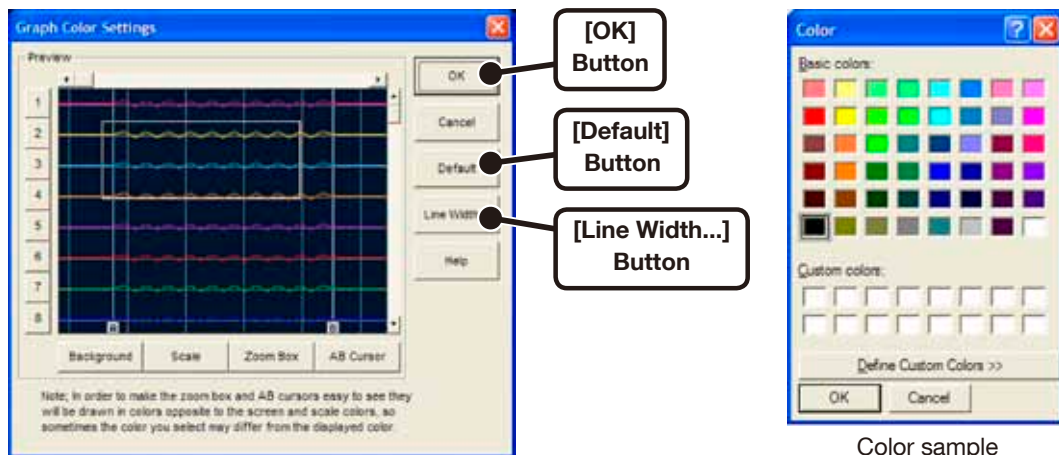 Graph Color Settings
Preview
1
2
3
4
5
6
7
8
A
B
Background
Scale
Zoom Box
AB Cursor
OK
Cancel
Default
Line Width...
Help
Note; In order to make the zoom box and AB cursors easy to see they
will be drawn in colors opposite to the screen and scale colors, so
sometimes the color you select may differ from the displayed color.
[OK]
Button
[Default]
Button
[Line Width...]
Button
Color
Basic colors:
Custom colors:
Define Custom Colors >>
OK
Cancel
Color sample